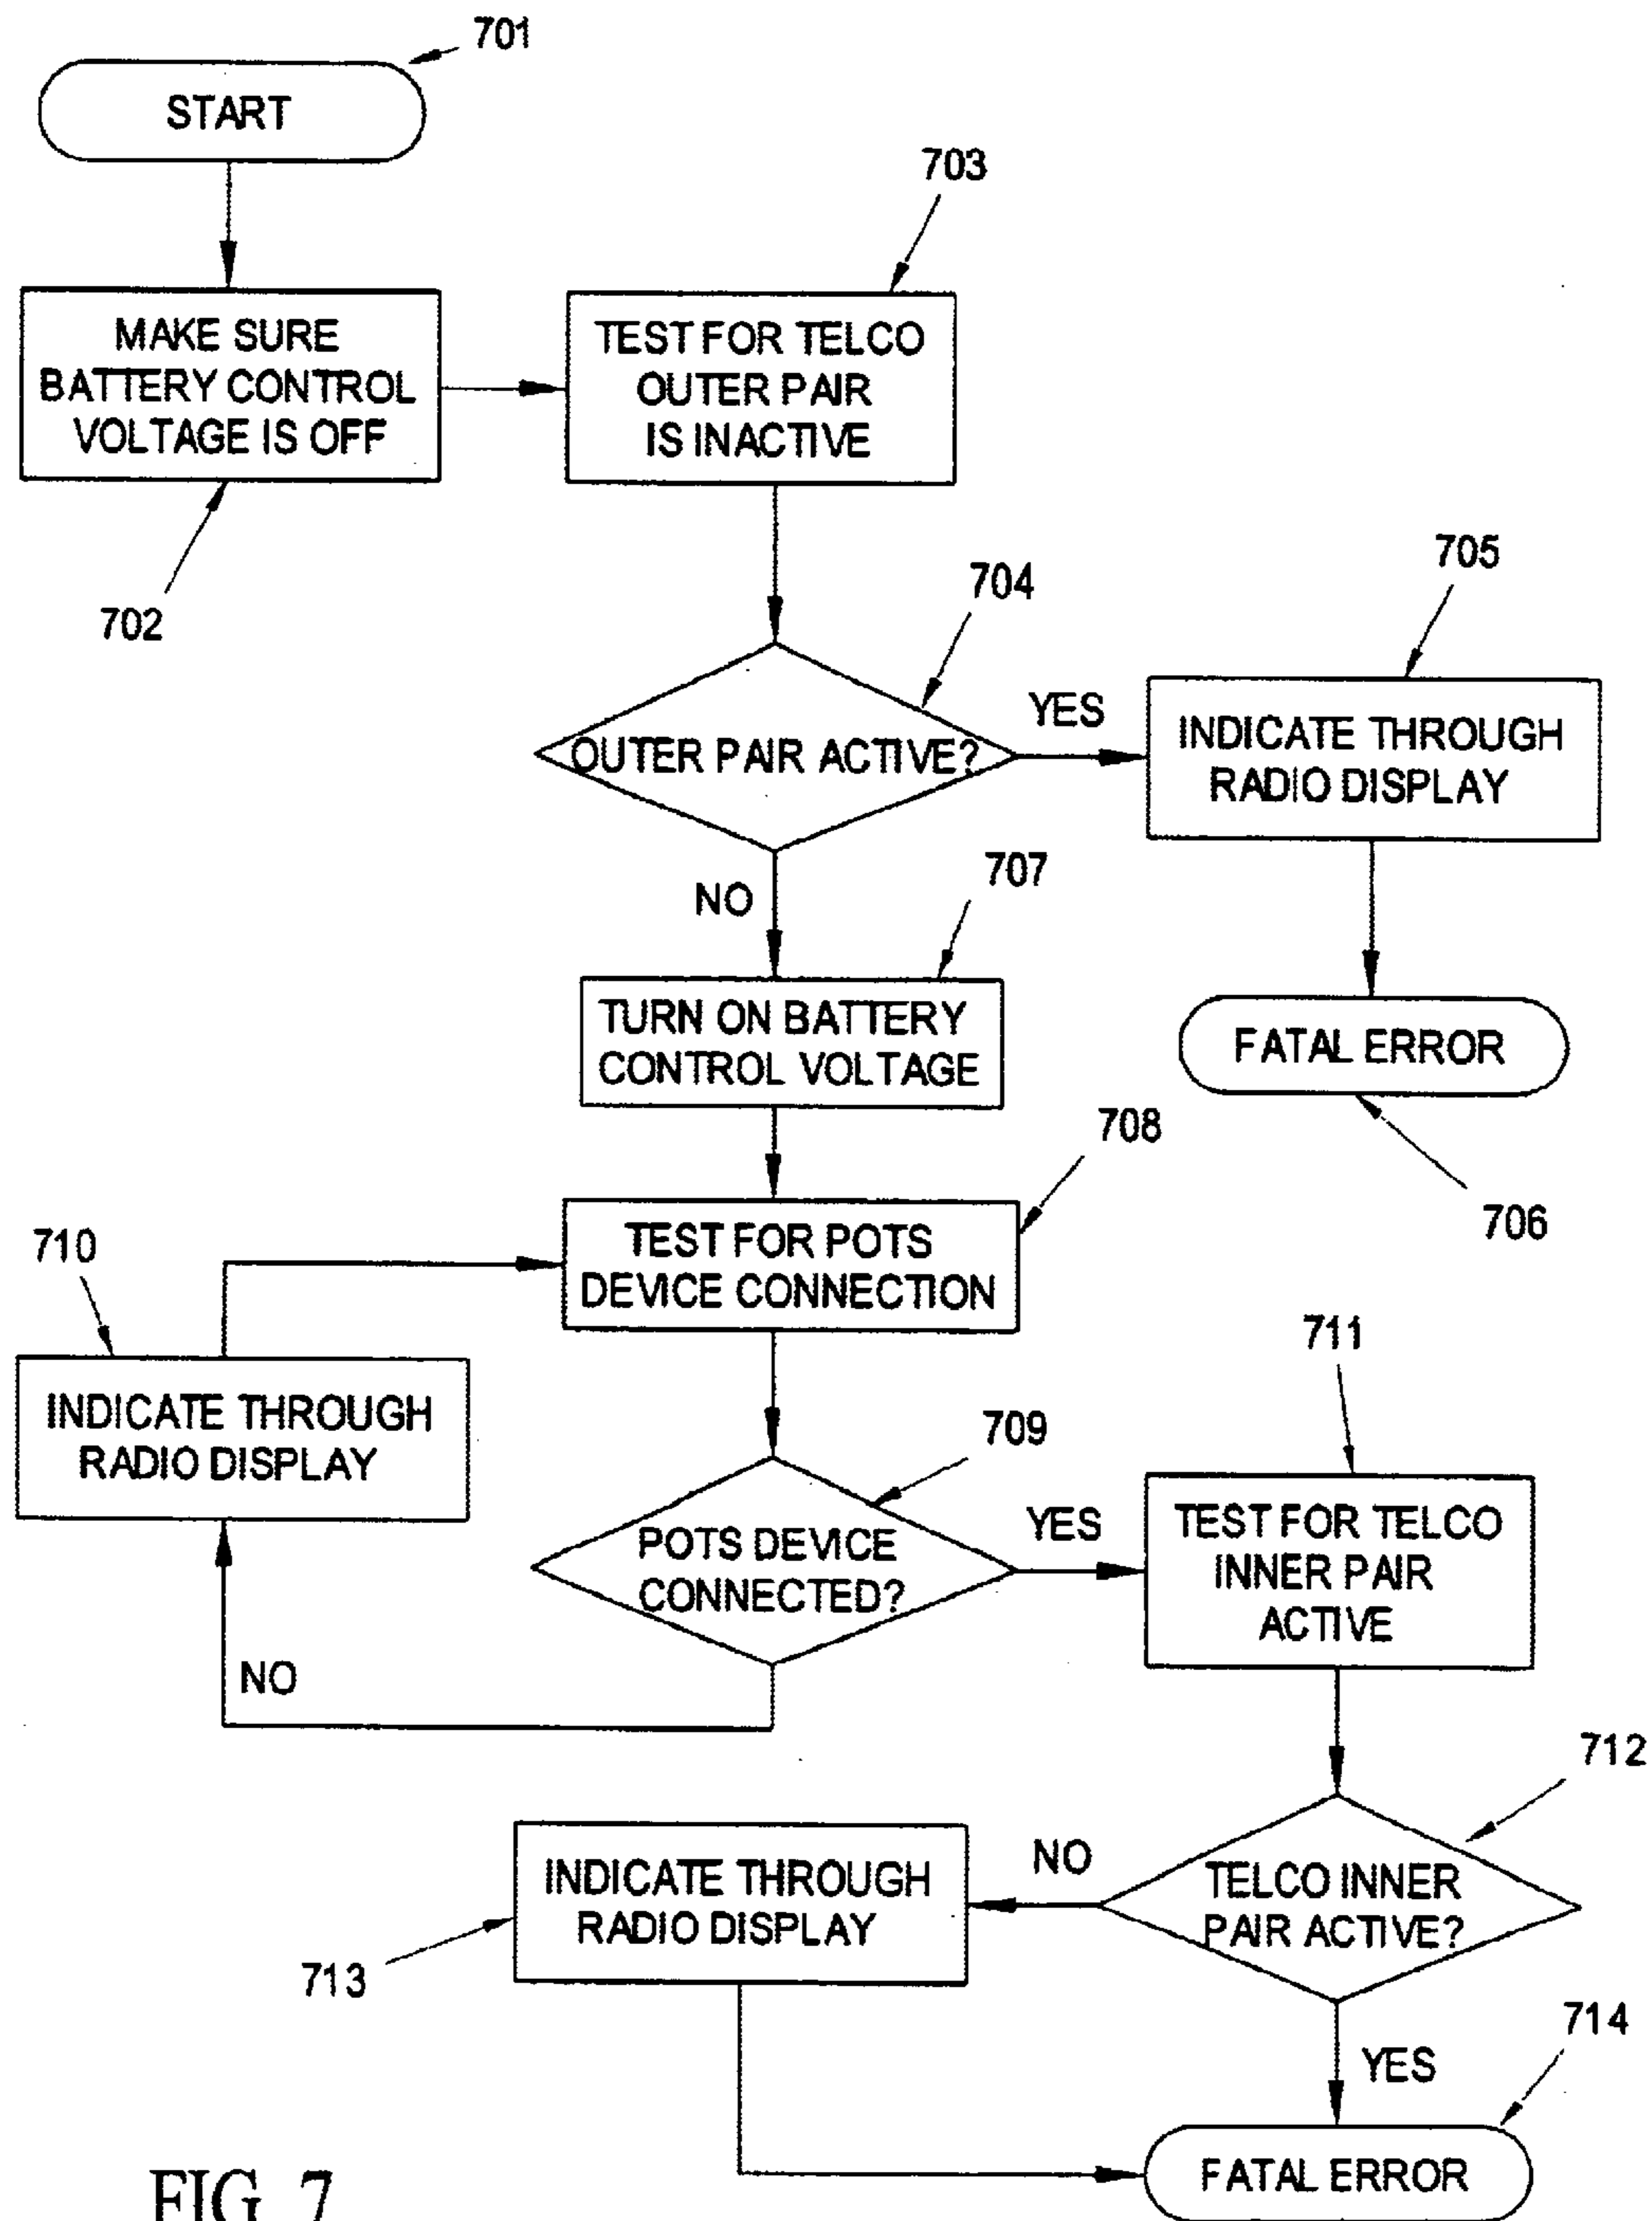 701
START
703
MAKE SURE
BATTERY CONTROL
VOLTAGE IS OFF
TEST FOR TELCO
OUTER PAIR
IS INACTIVE
702
704
705
OUTER PAIR ACTIVE?
YES
INDICATE THROUGH
RADIO DISPLAY
NO
707
TURN ON BATTERY
CONTROL VOLTAGE
FATAL ERROR
706
708
TEST FOR POTS
DEVICE CONNECTION
710
INDICATE THROUGH
RADIO DISPLAY
709
POTS DEVICE
CONNECTED?
YES
NO
711
TEST FOR TELCO
INNER PAIR
ACTIVE
712
TELCO INNER
PAIR ACTIVE?
NO
INDICATE THROUGH
RADIO DISPLAY
713
YES
714
FATAL ERROR
FIG. 7